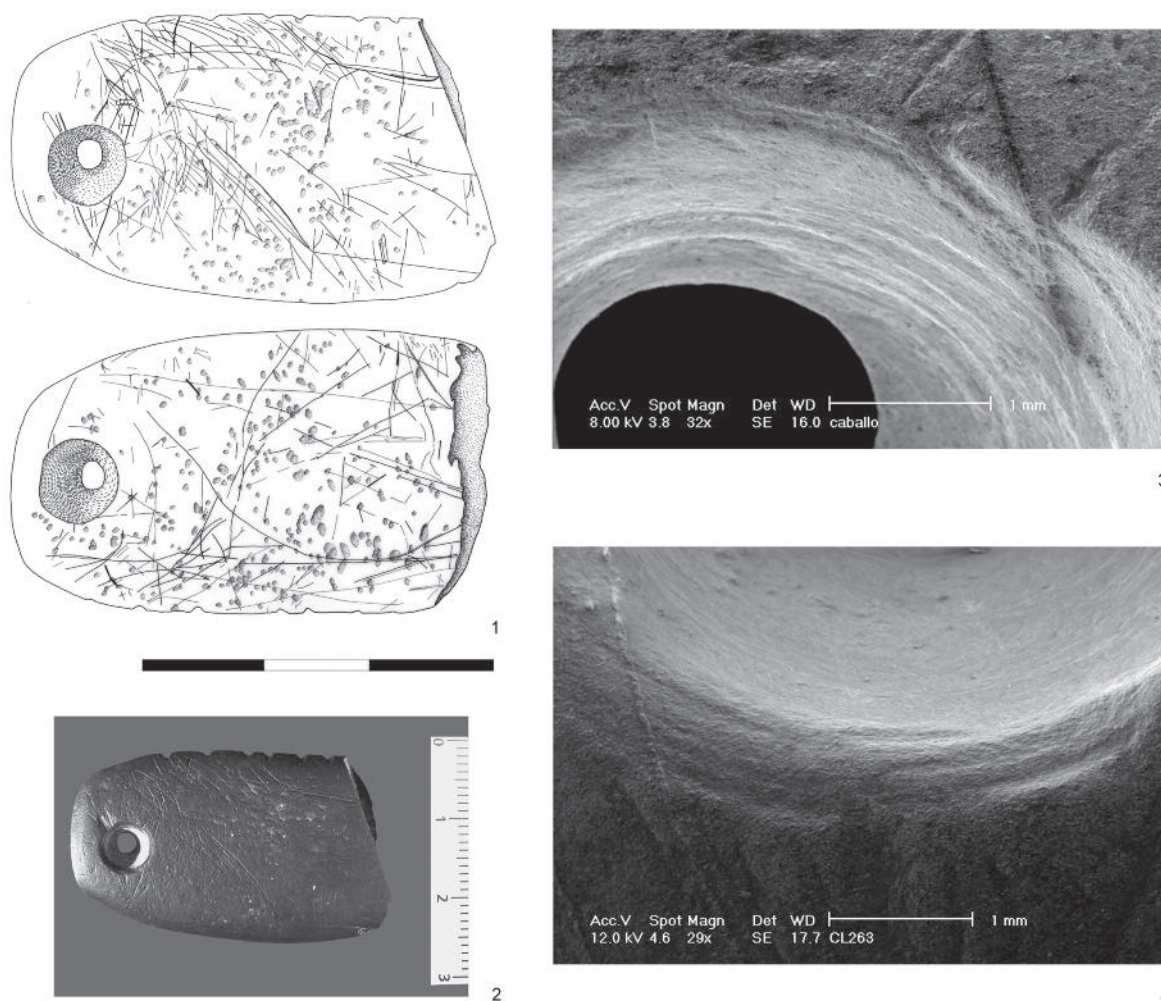 1
0
1
2
3
2
Acc.V Spot Magn Det WD 1 mm
8.00 kV 3.8 32x SE 16.0 caballo
Acc.V Spot Magn Det WD 1 mm
12.0 kV 4.6 29x SE 17.7 CL263